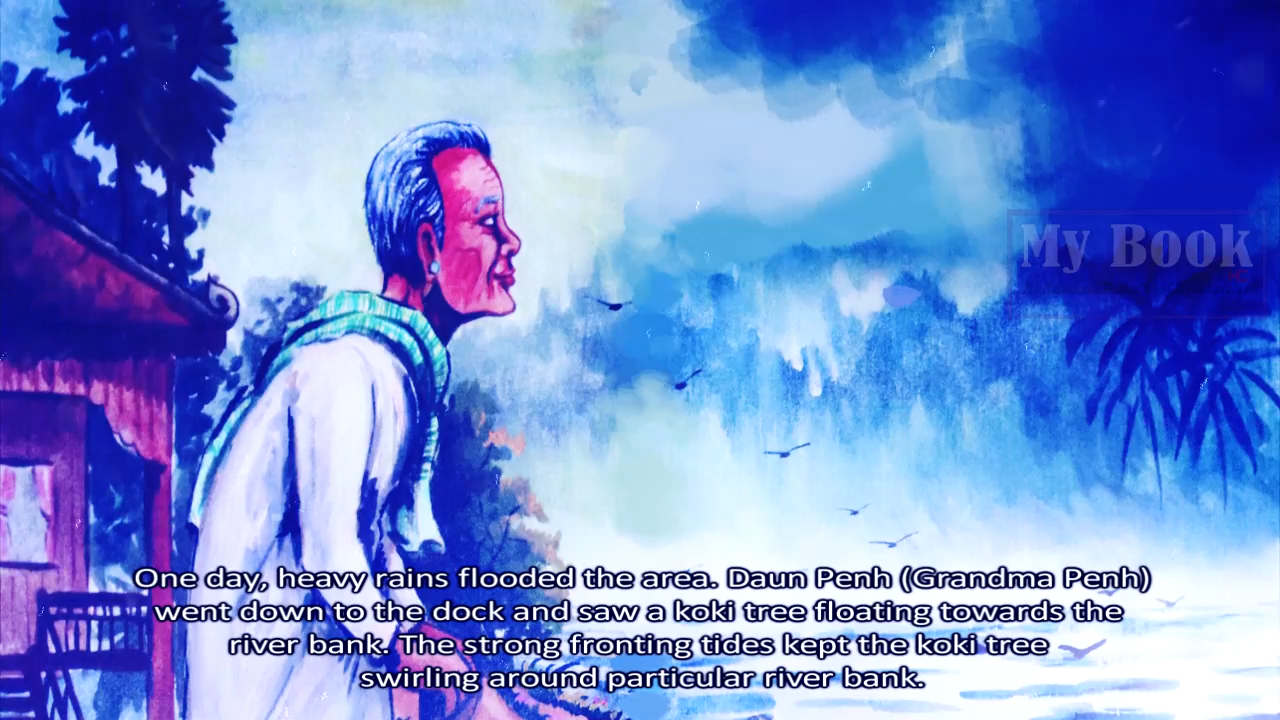 My Book
One day, heavy rains flooded the area. Daun Penh (Grandma Penh)
went down to the dock and saw a koki tree floating towards the
river bank. The strong fronting tides kept the koki tree
swirling around particular river bank.